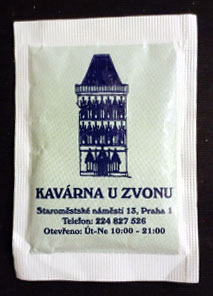 KAVÁRNA U ZVONU
Staroměstské náměstí 13, Praha 1
Telefon: 224 827 526
Otevřeno: Út-Ne 10:00 - 21:00